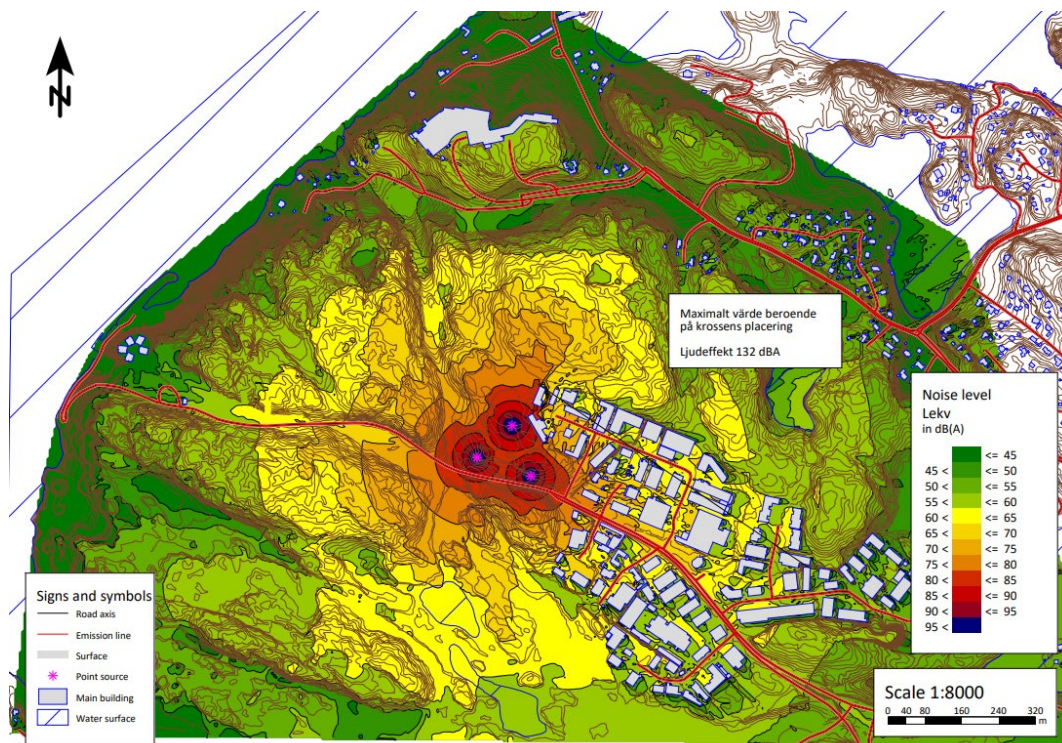 N
Maximalt värde beroende
på krossens placering
Ljudeffekt 132 dBA
Noise level
Lekv
in dB(A)
<= 45
45 < <= 50
50 < <= 55
55 < <= 60
60 < <= 65
65 < <= 70
70 < <= 75
75 < <= 80
80 < <= 85
85 < <= 90
90 < <= 95
95 <
Signs and symbols
Road axis
Emission line
Surface
Point source
Main building
Water surface
Scale 1:8000
0 40 80 160 240 320
m